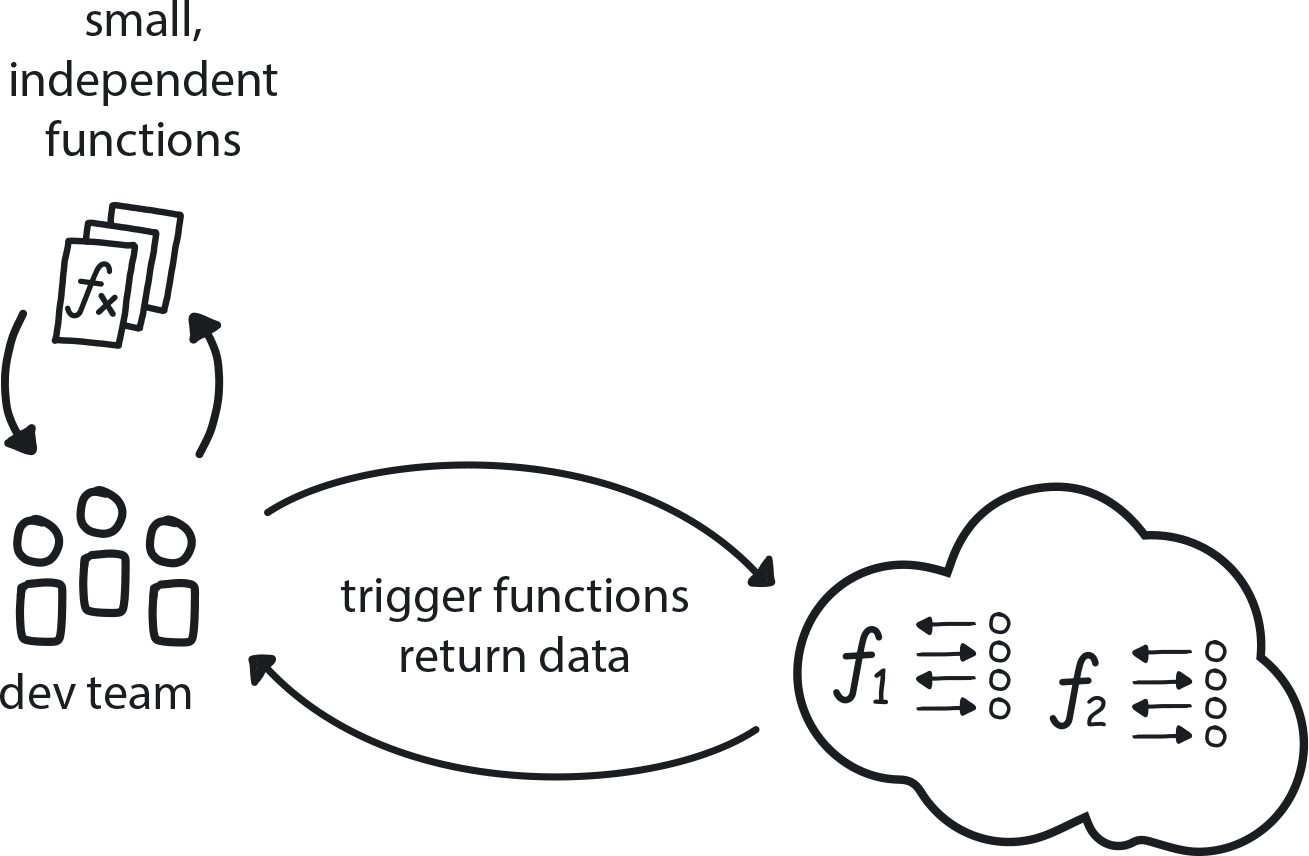 small,
independent
functions
fx
trigger functions
return data
dev team
f1
f2